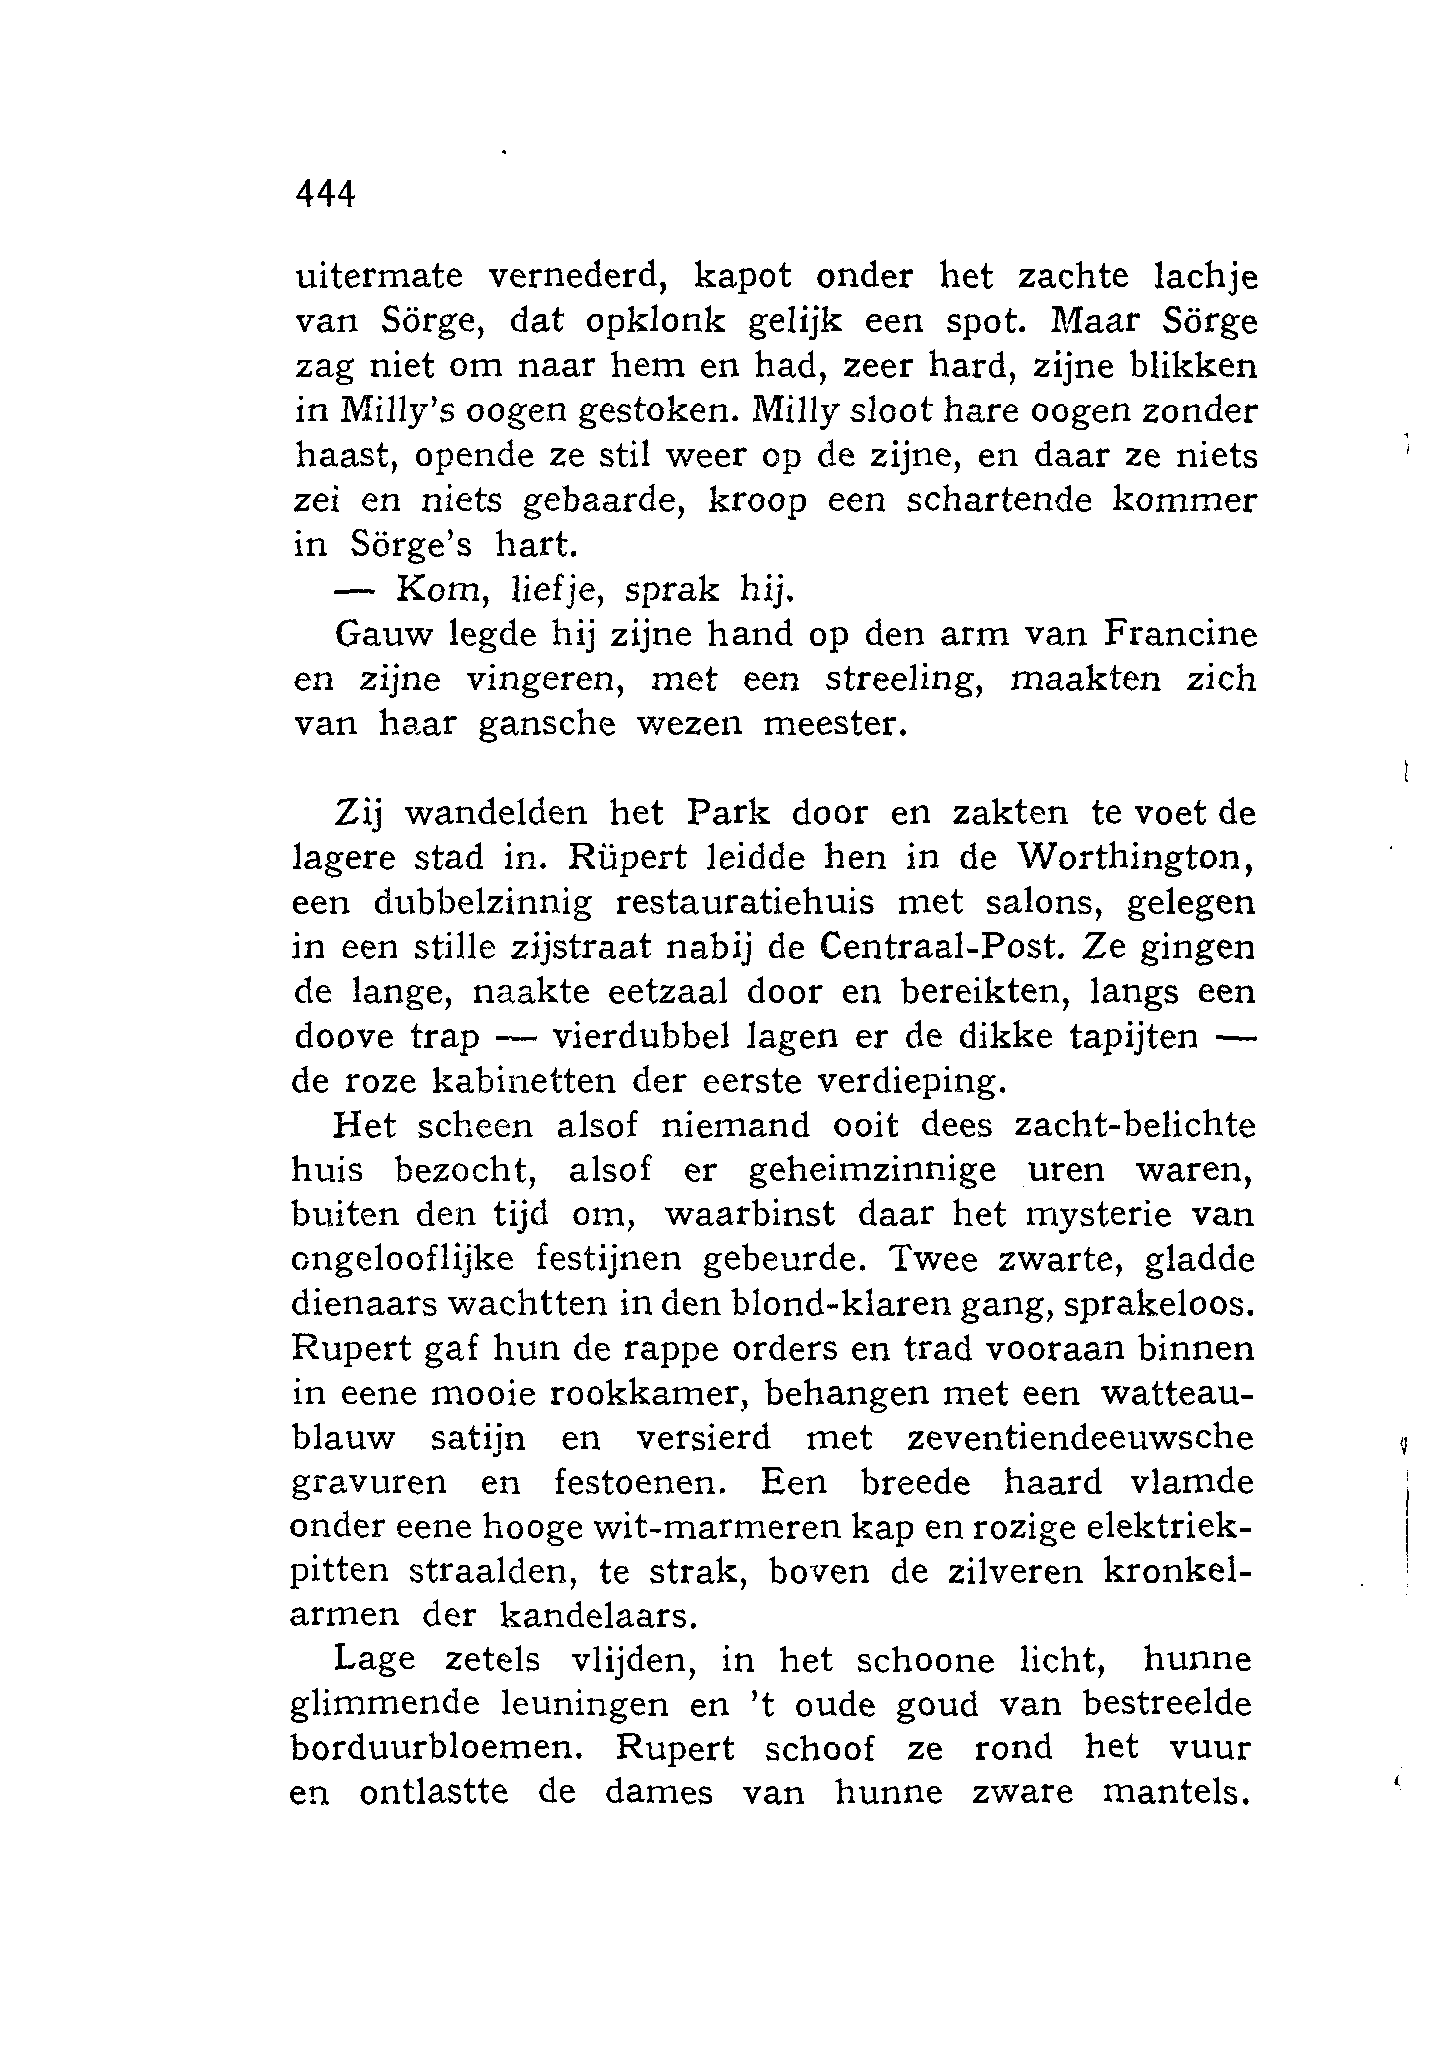 444
uitermate vernederd, kapot onder het zachte lachje
van Sörge, dat opklonk gelijk een spot. Maar Sörge
zag niet om naar hem en had, zeer hard, zijne blikken
in Milly's oogen gestoken. Milly sloot hare oogen zonder
haast, opende ze stil weer op de zijne, en daar ze niets
zei en niets gebaarde, kroop een schartende kommer
in Sörge's hart.
— Kom, liefje, sprak hij.
Gauw legde hij zijne hand op den arm van Francine
en zijne vingeren, met een streeling, maakten zich
van haar gansche wezen meester.
Zij wandelden het Park door en zakten te voet de
lagere stad in. Rüpert leidde hen in de Worthington,
een dubbelzinnig restauratiehuis met salons, gelegen
in een stille zijstraat nabij de Centraal-Post. Ze gingen
de lange, naakte eetzaal door en bereikten, langs een
doove trap — vierdubbel lagen er de dikke tapijten —
de roze kabinetten der eerste verdieping.
Het scheen alsof niemand ooit dees zacht-belichte
huis bezocht, alsof er geheimzinnige uren waren,
buiten den tijd om, waarbinst daar het mysterie van
ongelooflijke festijnen gebeurde. Twee zwarte, gladde
dienaars wachtten in den blond-klaren gang, sprakeloos.
Rupert gaf hun de rappe orders en trad vooraan binnen
in eene mooie rookkamer, behangen met een watteau-
blauw satijn en versierd met zeventiendeeuwsche
gravuren en festoenen. Een breede haard vlamde
onder eene hooge wit-marmeren kap en rozige elektriek-
pitten straalden, te strak, boven de zilveren kronkel-
armen der kandelaars.
Lage zetels vlijden, in het schoone licht, hunne
glimmende leuningen en 't oude goud van bestreelde
borduurbloemen. Rupert schoof ze rond het vuur
en ontlastte de dames van hunne zware mantels.